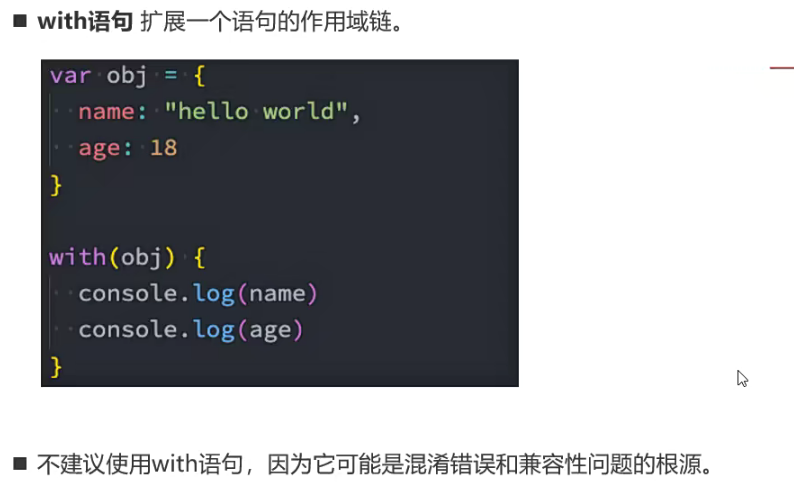 ■ with语句 扩展一个语句的作用域链。
var obj = {
  name: "hello world",
  age: 18
}
with(obj) {
  console.log(name)
  console.log(age)
}
■ 不建议使用with语句，因为它可能是混淆错误和兼容性问题的根源。